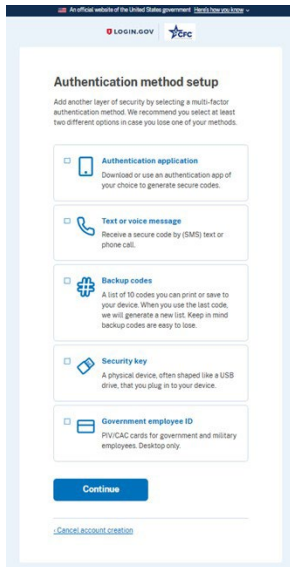 An official website of the United States government Here's how you know
LOGIN.GOV CFC
Authentication method setup
Add another layer of security by selecting a multi-factor
authentication method. We recommend you select at least
two different options in case you lose one of your methods.
Authentication application
Download or use an authentication app of
your choice to generate secure codes.
Text or voice message
Receive a secure code by (SMS) text or
phone call.
Backup codes
A list of 10 codes you can print or save to
your device. When you use the last code,
we will generate a new list. Keep in mind
backup codes are easy to lose.
Security key
A physical device, often shaped like a USB
drive, that you plug in to your device.
Government employee ID
PIV/CAC cards for government and military
employees. Desktop only.
Continue
‹ Cancel account creation